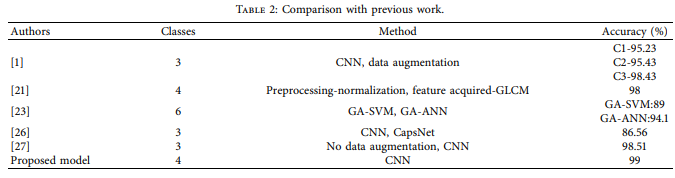 TABLE 2: Comparison with previous work.
Authors Classes Method Accuracy (%)
C1-95.23
[1] 3 CNN, data augmentation C2-95.43
C3-98.43
[21] 4 Preprocessing-normalization, feature acquired-GLCM 98
[23] 6 GA-SVM, GA-ANN GA-SVM:89
GA-ANN:94.1
[26] 3 CNN, CapsNet 86.56
[27] 3 No data augmentation, CNN 98.51
Proposed model 4 CNN 99